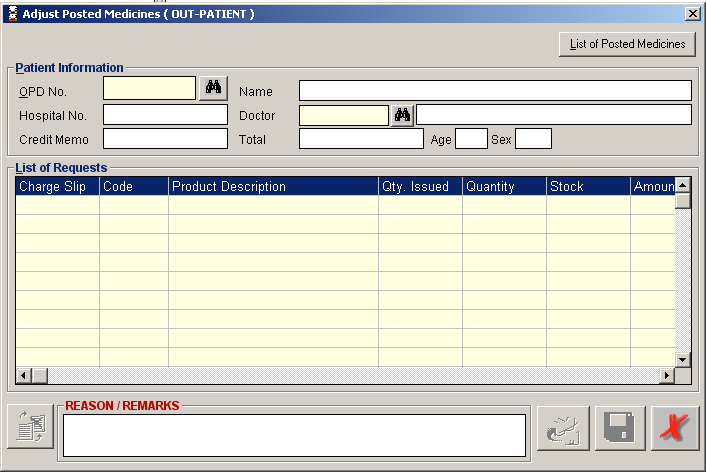 Adjust Posted Medicines ( OUT-PATIENT )
List of Posted Medicines
Patient Information
OPD No. Name
Hospital No. Doctor
Credit Memo Total Age Sex
List of Requests
Charge Slip Code Product Description Qty. Issued Quantity Stock Amoun
REASON / REMARKS